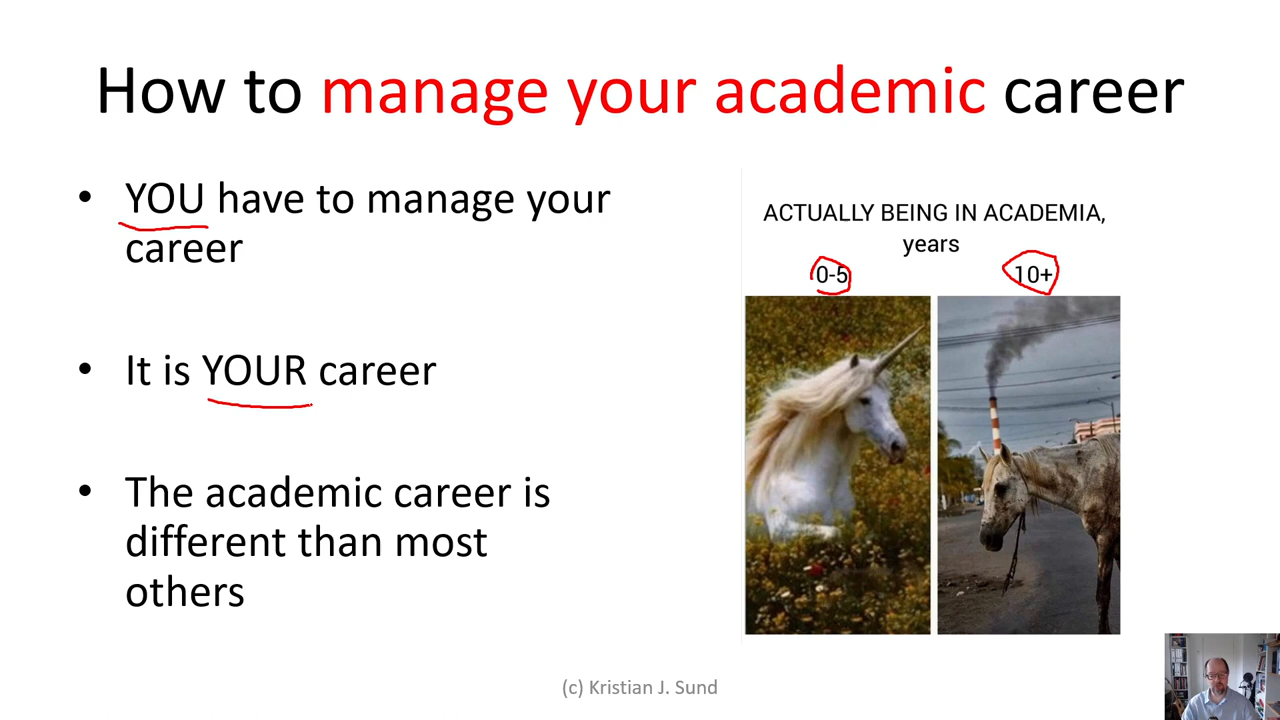 How to manage your academic career
• YOU have to manage your
career
• It is YOUR career
• The academic career is
different than most
others
ACTUALLY BEING IN ACADEMIA,
years
0-5 10+
(c) Kristian J. Sund